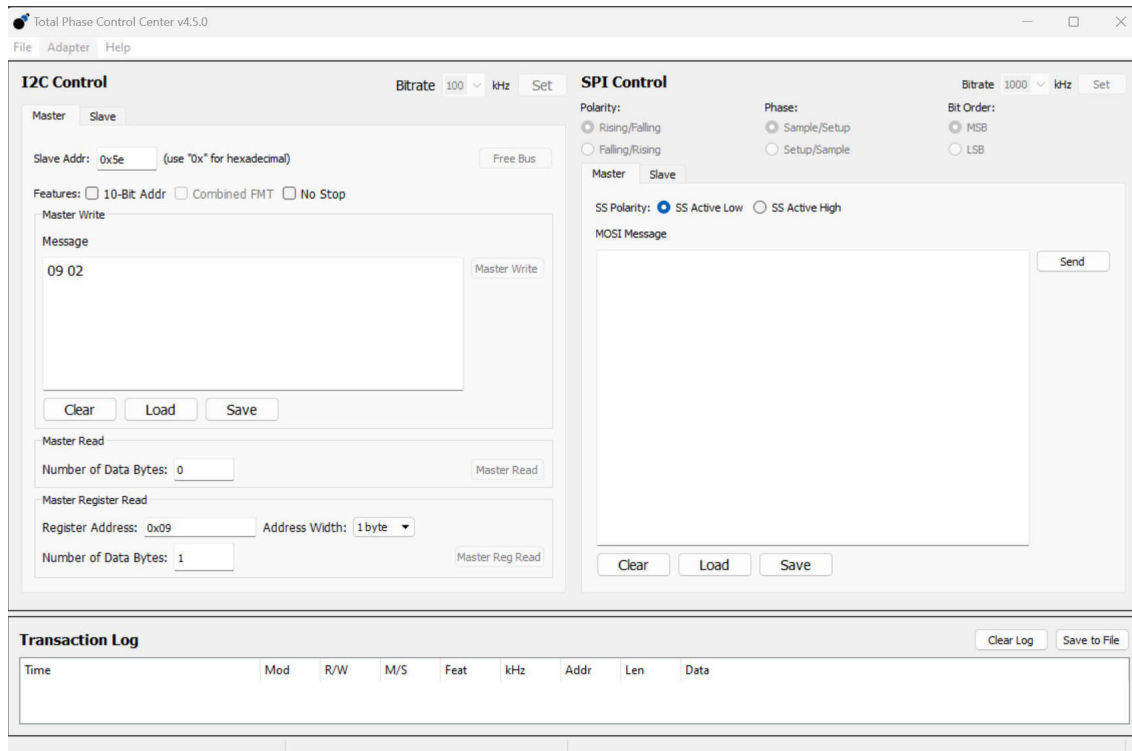 Total Phase Control Center v4.5.0
File Adapter Help
I2C Control
Bitrate 100 kHz Set
Master Slave
Slave Addr: 0x5e (use "0x" for hexadecimal) Free Bus
Features: 10-Bit Addr Combined FMT No Stop
Master Write
Message
09 02
Master Write
Clear Load Save
Master Read
Number of Data Bytes: 0 Master Read
Master Register Read
Register Address: 0x09 Address Width: 1 byte
Number of Data Bytes: 1 Master Reg Read
SPI Control
Bitrate 1000 kHz Set
Polarity: Phase: Bit Order:
Rising/Falling Sample/Setup MSB
Falling/Rising Setup/Sample LSB
Master Slave
SS Polarity: SS Active Low SS Active High
MOSI Message
Send
Clear Load Save
Transaction Log
Clear Log Save to File
Time Mod R/W M/S Feat kHz Addr Len Data